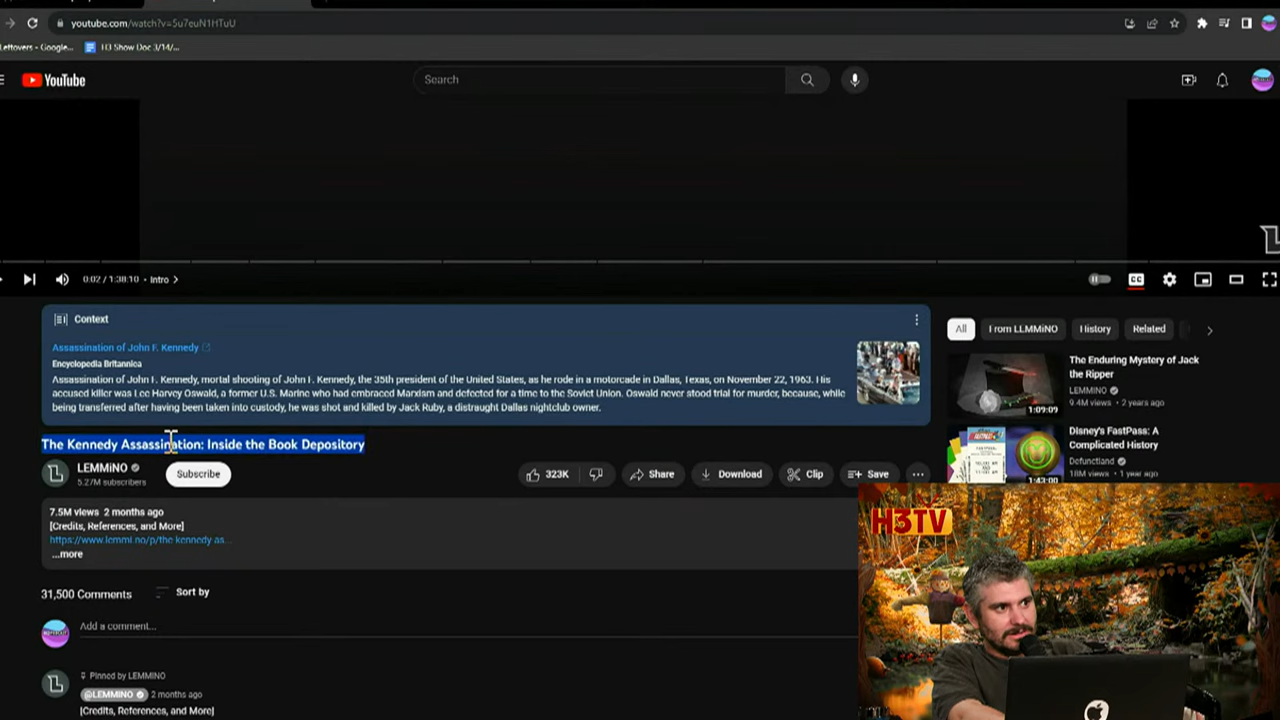 youtube.com/watch?v=5u7euN1HTuU
Leftovers - Google...
H3 Show Doc 3/14/...
YouTube
Search
0:02 / 1:38:10 • Intro >
CC
Context
All
From LEMMiNO
History
Related
Assassination of John F. Kennedy
Encyclopedia Britannica
Assassination of John F. Kennedy, mortal shooting of John F. Kennedy, the 35th president of the United States, as he rode in a motorcade in Dallas, Texas, on November 22, 1963. His
accused killer was Lee Harvey Oswald, a former U.S. Marine who had embraced Marxism and defected for a time to the Soviet Union. Oswald never stood trial for murder, because, while
being transferred after having been taken into custody, he was shot and killed by Jack Ruby, a distraught Dallas nightclub owner.
The Enduring Mystery of Jack
the Ripper
LEMMiNO
9.4M views • 2 years ago
1:09:09
The Kennedy Assassination: Inside the Book Depository
Disney's FastPass: A
Complicated History
Defunctland
18M views • 1 year ago
1:43:00
LEMMiNO
5.27M subscribers
Subscribe
323K
Share
Download
Clip
Save
7.5M views 2 months ago
[Credits, References, and More]
https://www.lemmi.no/p/the-kennedy-as...
...more
H3TV
31,500 Comments
Sort by
Add a comment...
Pinned by LEMMiNO
@LEMMiNO
2 months ago
[Credits, References, and More]